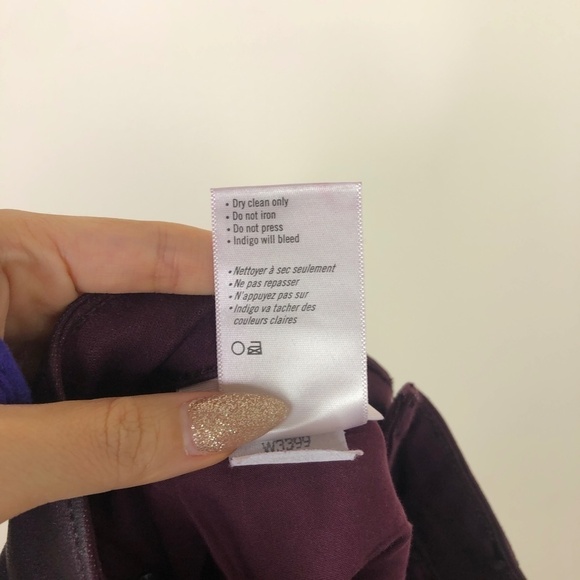 • Dry clean only
• Do not iron
• Do not press
• Indigo will bleed
• Nettoyer à sec seulement
• Ne pas repasser
• N'appuyez pas sur
• Indigo va tacher des
couleurs claires
W3399